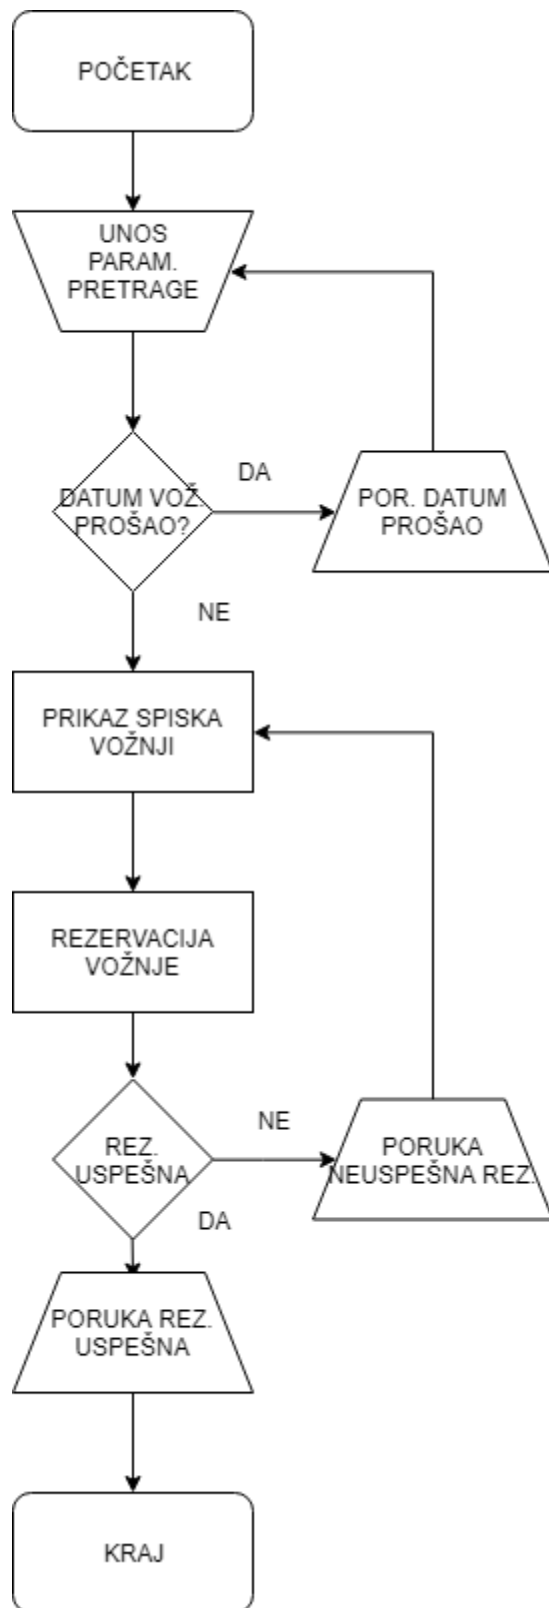 POČETAK
UNOS
PARAM.
PRETRAGE
DATUM VOŽ.
PROŠAO?
DA
POR. DATUM
PROŠAO
NE
PRIKAZ SPISKA
VOŽNJI
REZERVACIJA
VOŽNJE
REZ.
USPEŠNA
NE
PORUKA
NEUSPEŠNA REZ.
DA
PORUKA REZ.
USPEŠNA
KRAJ